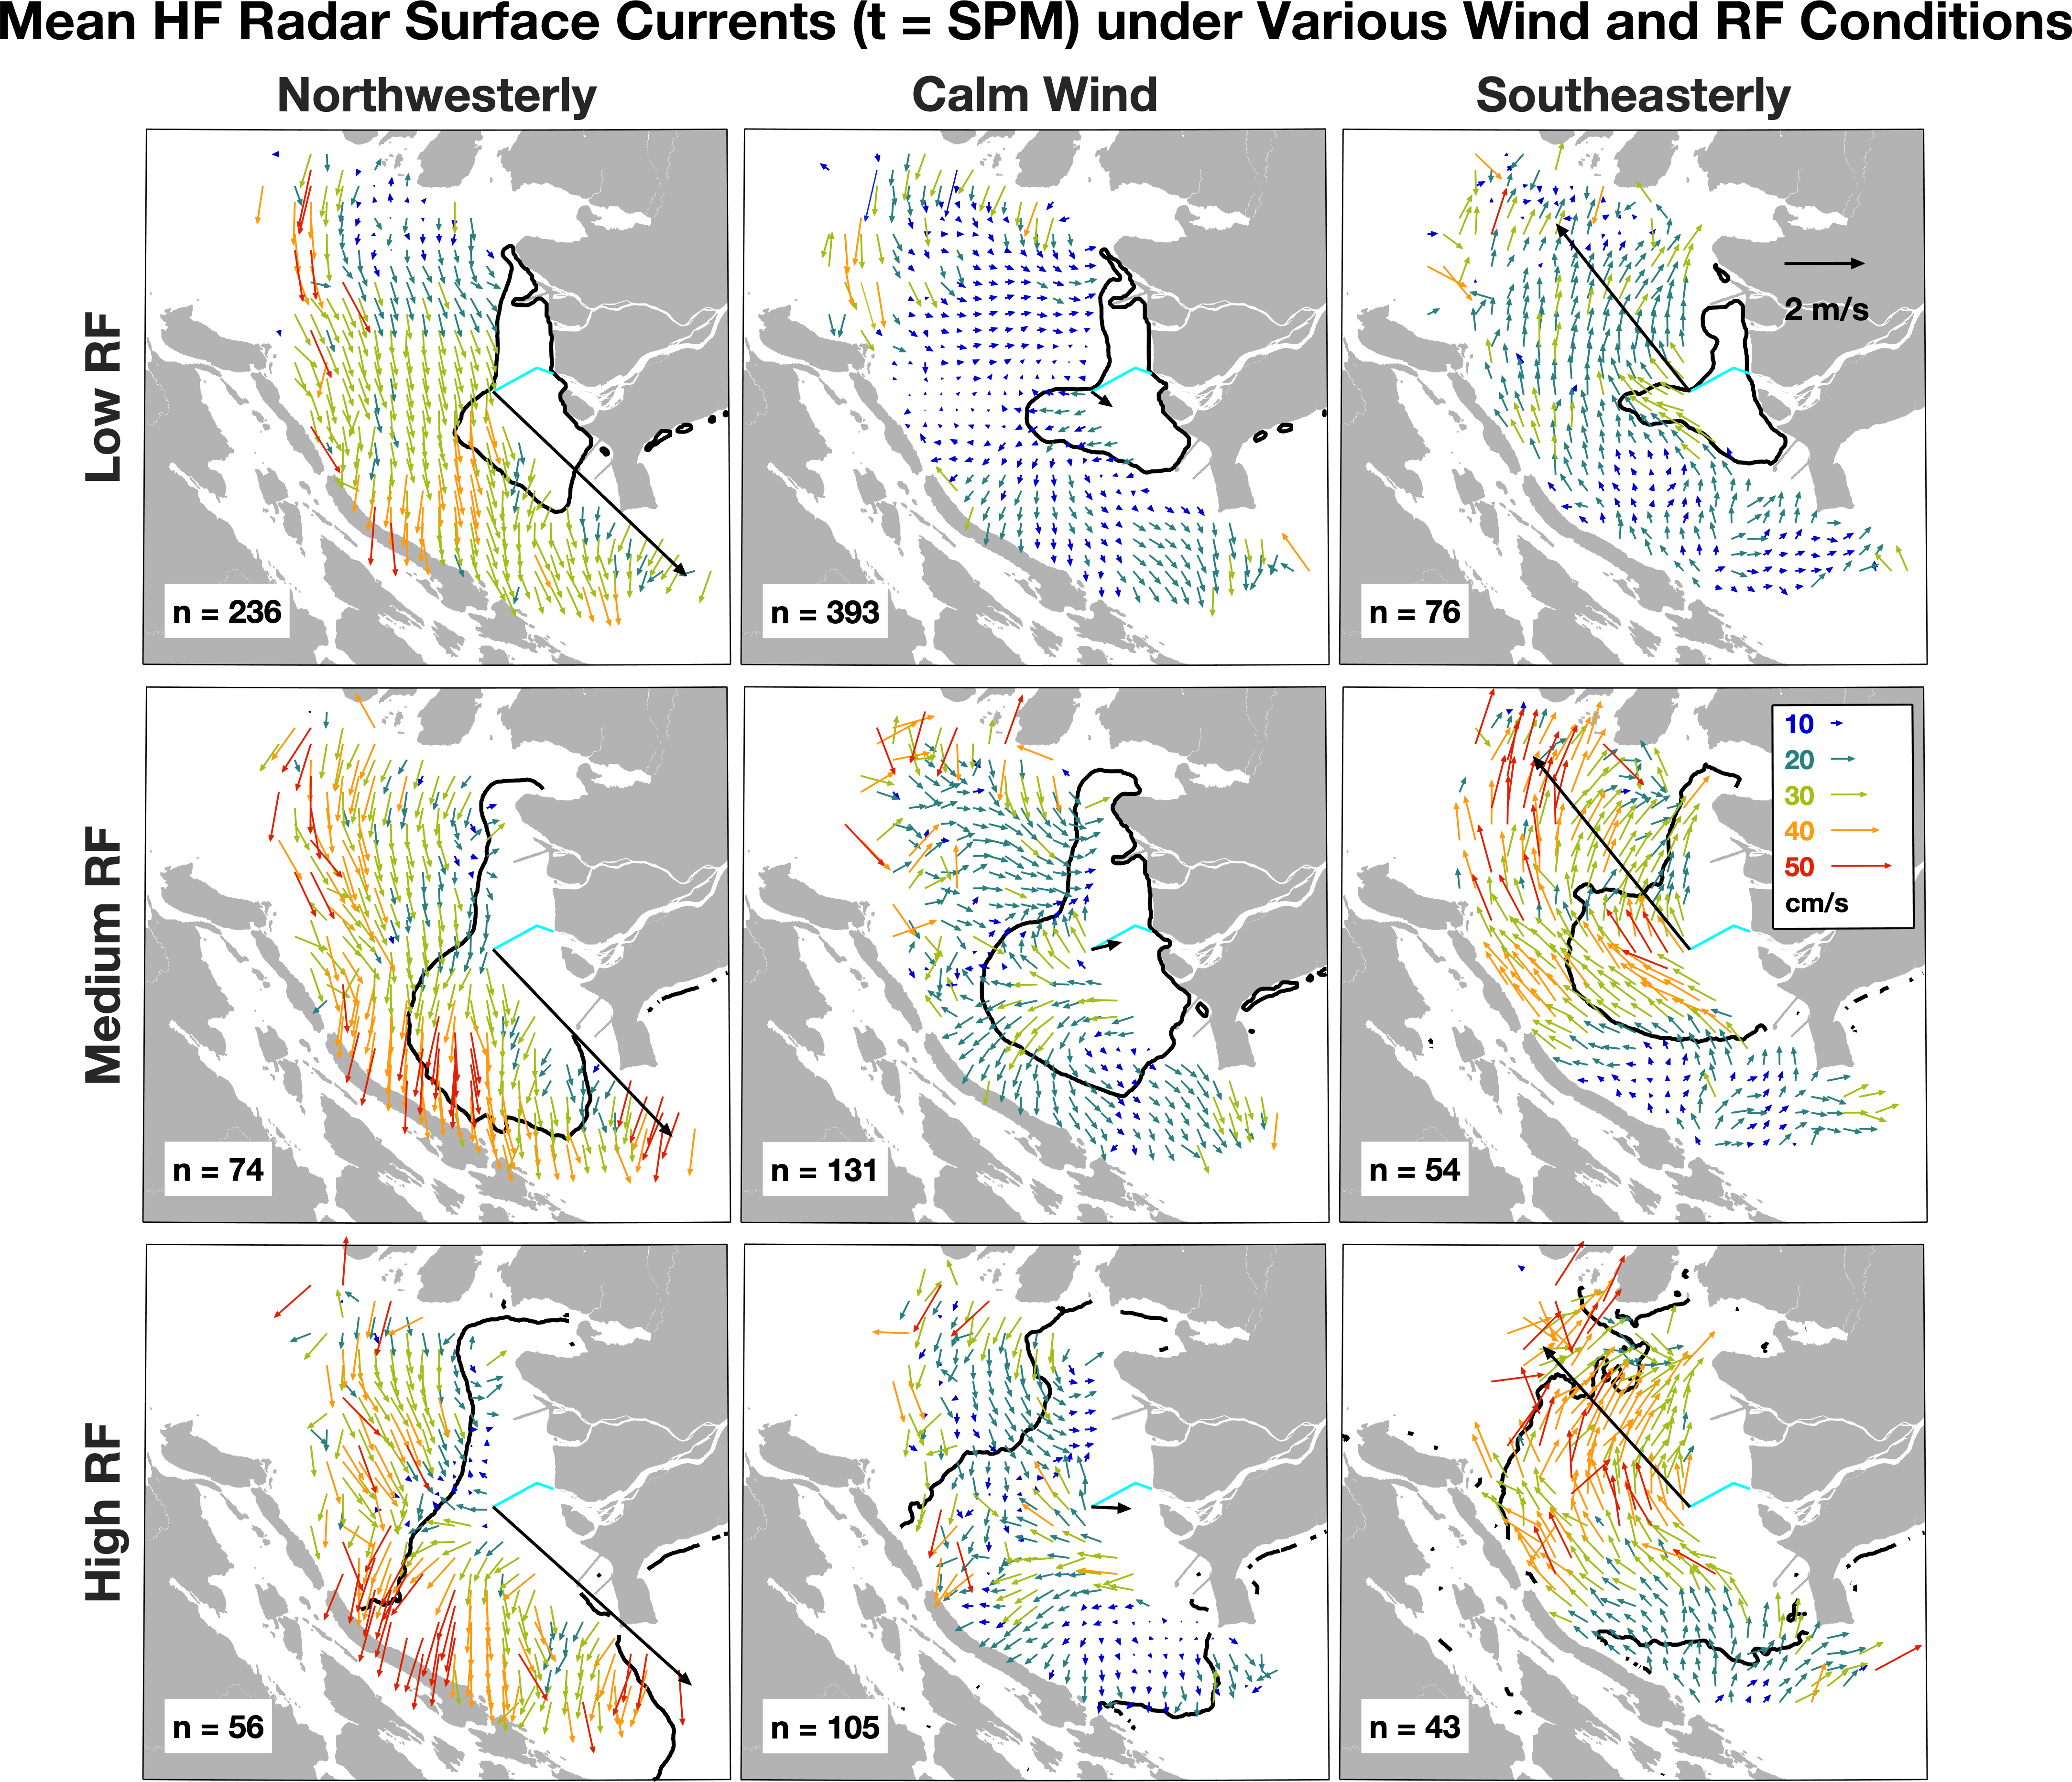 Mean HF Radar Surface Currents (t = SPM) under Various Wind and RF Conditions
Northwesterly
Calm Wind
Southeasterly
Low RF
n = 236
n = 393
2 m/s
n = 76
Medium RF
n = 74
n = 131
10
20
30
40
50
cm/s
n = 54
High RF
n = 56
n = 105
n = 43